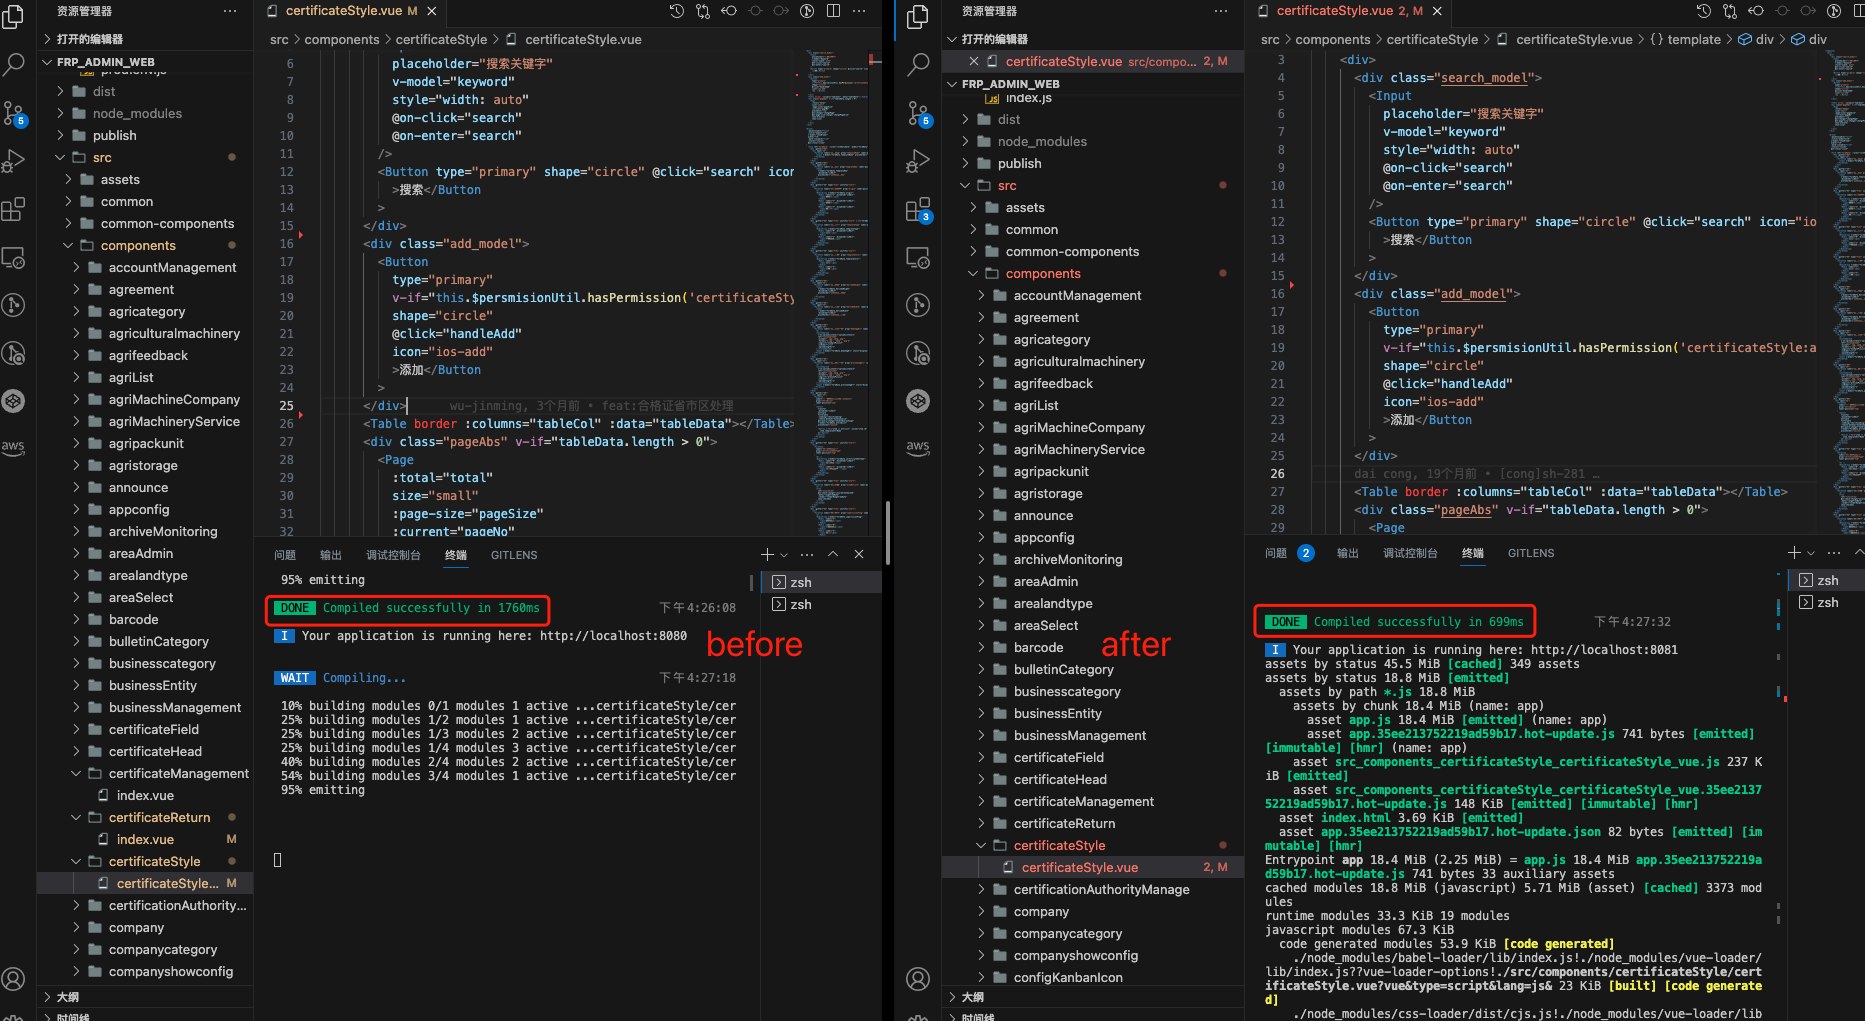 资源管理器 ···
打开的编辑器
FRP_ADMIN_WEB
problem.js
dist
node_modules
publish
src
assets
common
common-components
components
accountManagement
agreement
agricategory
agriculturalmachinery
agrifeedback
agriList
agriMachineCompany
agriMachineryService
agripackunit
agristorage
announce
appconfig
archiveMonitoring
areaAdmin
arealandtype
areaSelect
barcode
bulletinCategory
businesscategory
businessEntity
businessManagement
certificateField
certificateHead
certificateManagement
index.vue
certificateReturn
index.vue M
certificateStyle
certificateStyle... M
certificationAuthority...
company
companycategory
companyshowconfig
大纲
时间线
5
aws
certificateStyle.vue M
src > components > certificateStyle > certificateStyle.vue
6 placeholder="搜索关键字"
7 v-model="keyword"
8 style="width: auto"
9 @on-click="search"
10 @on-enter="search"
11 />
12 <Button type="primary" shape="circle" @click="search" icon
13 >搜索</Button
14 >
15 </div>
16 <div class="add_model">
17 <Button
18 type="primary"
19 v-if="this.$persmisionUtil.hasPermission('certificateSty
20 shape="circle"
21 @click="handleAdd"
22 icon="ios-add"
23 >添加</Button
24 >
25 </div> wu-jinming, 3个月前 • feat:合格证省市区处理
26 <Table border :columns="tableCol" :data="tableData"></Table>
27 <div class="pageAbs" v-if="tableData.length > 0">
28 <Page
29 :total="total"
30 size="small"
31 :page-size="pageSize"
32 :current="pageNo"
问题 输出 调试控制台 终端 GITLENS
zsh
zsh
95% emitting
DONE Compiled successfully in 1760ms 下午4:26:08
I Your application is running here: http://localhost:8080
before
WAIT Compiling... 下午4:27:18
10% building modules 0/1 modules 1 active ...certificateStyle/cer
25% building modules 1/2 modules 1 active ...certificateStyle/cer
25% building modules 1/3 modules 2 active ...certificateStyle/cer
25% building modules 1/4 modules 3 active ...certificateStyle/cer
40% building modules 2/4 modules 2 active ...certificateStyle/cer
54% building modules 3/4 modules 1 active ...certificateStyle/cer
95% emitting
资源管理器 ···
打开的编辑器
certificateStyle.vue src/compo... 2, M
FRP_ADMIN_WEB
index.js
dist
node_modules
publish
src
assets
common
common-components
components
accountManagement
agreement
agricategory
agriculturalmachinery
agrifeedback
agriList
agriMachineCompany
agriMachineryService
agripackunit
agristorage
announce
appconfig
archiveMonitoring
areaAdmin
arealandtype
areaSelect
barcode
bulletinCategory
businesscategory
businessEntity
businessManagement
certificateField
certificateHead
certificateManagement
certificateReturn
certificateStyle
certificateStyle.vue 2, M
certificationAuthorityManage
company
companycategory
companyshowconfig
configKanbanIcon
大纲
时间线
5
3
aws
certificateStyle.vue 2, M
src > components > certificateStyle > certificateStyle.vue > {} template > div > div
3 <div>
4 <div class="search_model">
5 <Input
6 placeholder="搜索关键字"
7 v-model="keyword"
8 style="width: auto"
9 @on-click="search"
10 @on-enter="search"
11 />
12 <Button type="primary" shape="circle" @click="search" icon="io
13 >搜索</Button
14 >
15 </div>
16 <div class="add_model">
17 <Button
18 type="primary"
19 v-if="this.$persmisionUtil.hasPermission('certificateStyle:a
20 shape="circle"
21 @click="handleAdd"
22 icon="ios-add"
23 >添加</Button
24 >
25 </div>
26 dai cong, 19个月前 • [cong]sh-281 …
27 <Table border :columns="tableCol" :data="tableData"></Table>
28 <div class="pageAbs" v-if="tableData.length > 0">
29 <Page
问题 2 输出 调试控制台 终端 GITLENS
zsh
zsh
DONE Compiled successfully in 699ms 下午4:27:32
after
I Your application is running here: http://localhost:8081
assets by status 45.5 MiB [cached] 349 assets
assets by status 18.8 MiB [emitted]
assets by path *.js 18.8 MiB
assets by chunk 18.4 MiB (name: app)
asset app.js 18.4 MiB [emitted] (name: app)
asset app.35ee213752219ad59b17.hot-update.js 741 bytes [emitted]
[immutable] [hmr] (name: app)
asset src_components_certificateStyle_certificateStyle_vue.js 237 K
iB [emitted]
asset src_components_certificateStyle_certificateStyle_vue.35ee2137
52219ad59b17.hot-update.js 148 KiB [emitted] [immutable] [hmr]
asset index.html 3.69 KiB [emitted]
asset app.35ee213752219ad59b17.hot-update.json 82 bytes [emitted] [im
mutable] [hmr]
Entrypoint app 18.4 MiB (2.25 MiB) = app.js 18.4 MiB app.35ee213752219a
d59b17.hot-update.js 741 bytes 33 auxiliary assets
cached modules 18.8 MiB (javascript) 5.71 MiB (asset) [cached] 3373 mod
ules
runtime modules 33.3 KiB 19 modules
javascript modules 67.3 KiB
code generated modules 53.9 KiB [code generated]
./node_modules/babel-loader/lib/index.js!./node_modules/vue-loader/
lib/index.js??vue-loader-options!./src/components/certificateStyle/cert
ificateStyle.vue?vue&type=script&lang=js& 23 KiB [built] [code generate
d]
./node_modules/css-loader/dist/cjs.js!./node_modules/vue-loader/lib